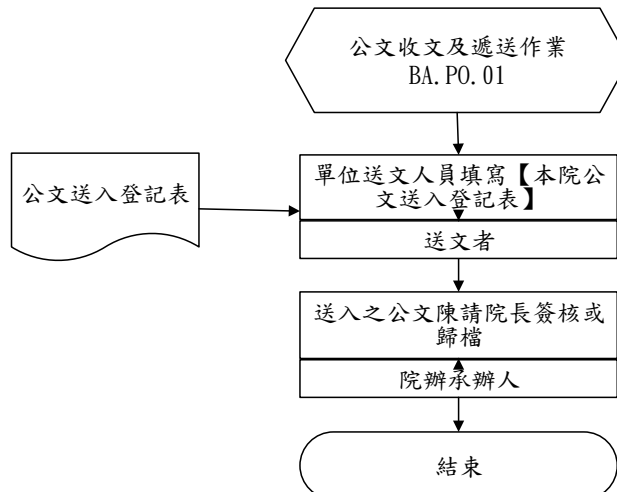 公文收文及遞送作業
BA.PO.01
公文送入登記表
單位送文人員填寫【本院公
文送入登記表】
送文者
送入之公文陳請院長簽核或
歸檔
院辦承辦人
結束